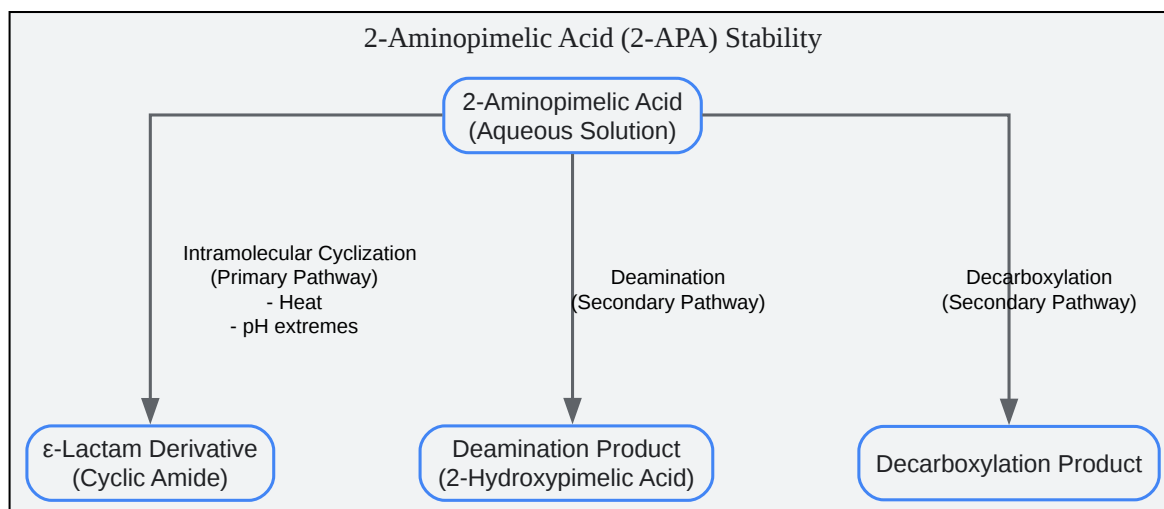 2-Aminopimelic Acid (2-APA) Stability
2-Aminopimelic Acid
(Aqueous Solution)
Intramolecular Cyclization
(Primary Pathway)
- Heat
- pH extremes
Deamination
(Secondary Pathway)
Decarboxylation
(Secondary Pathway)
ε-Lactam Derivative
(Cyclic Amide)
Deamination Product
(2-Hydroxypimelic Acid)
Decarboxylation Product